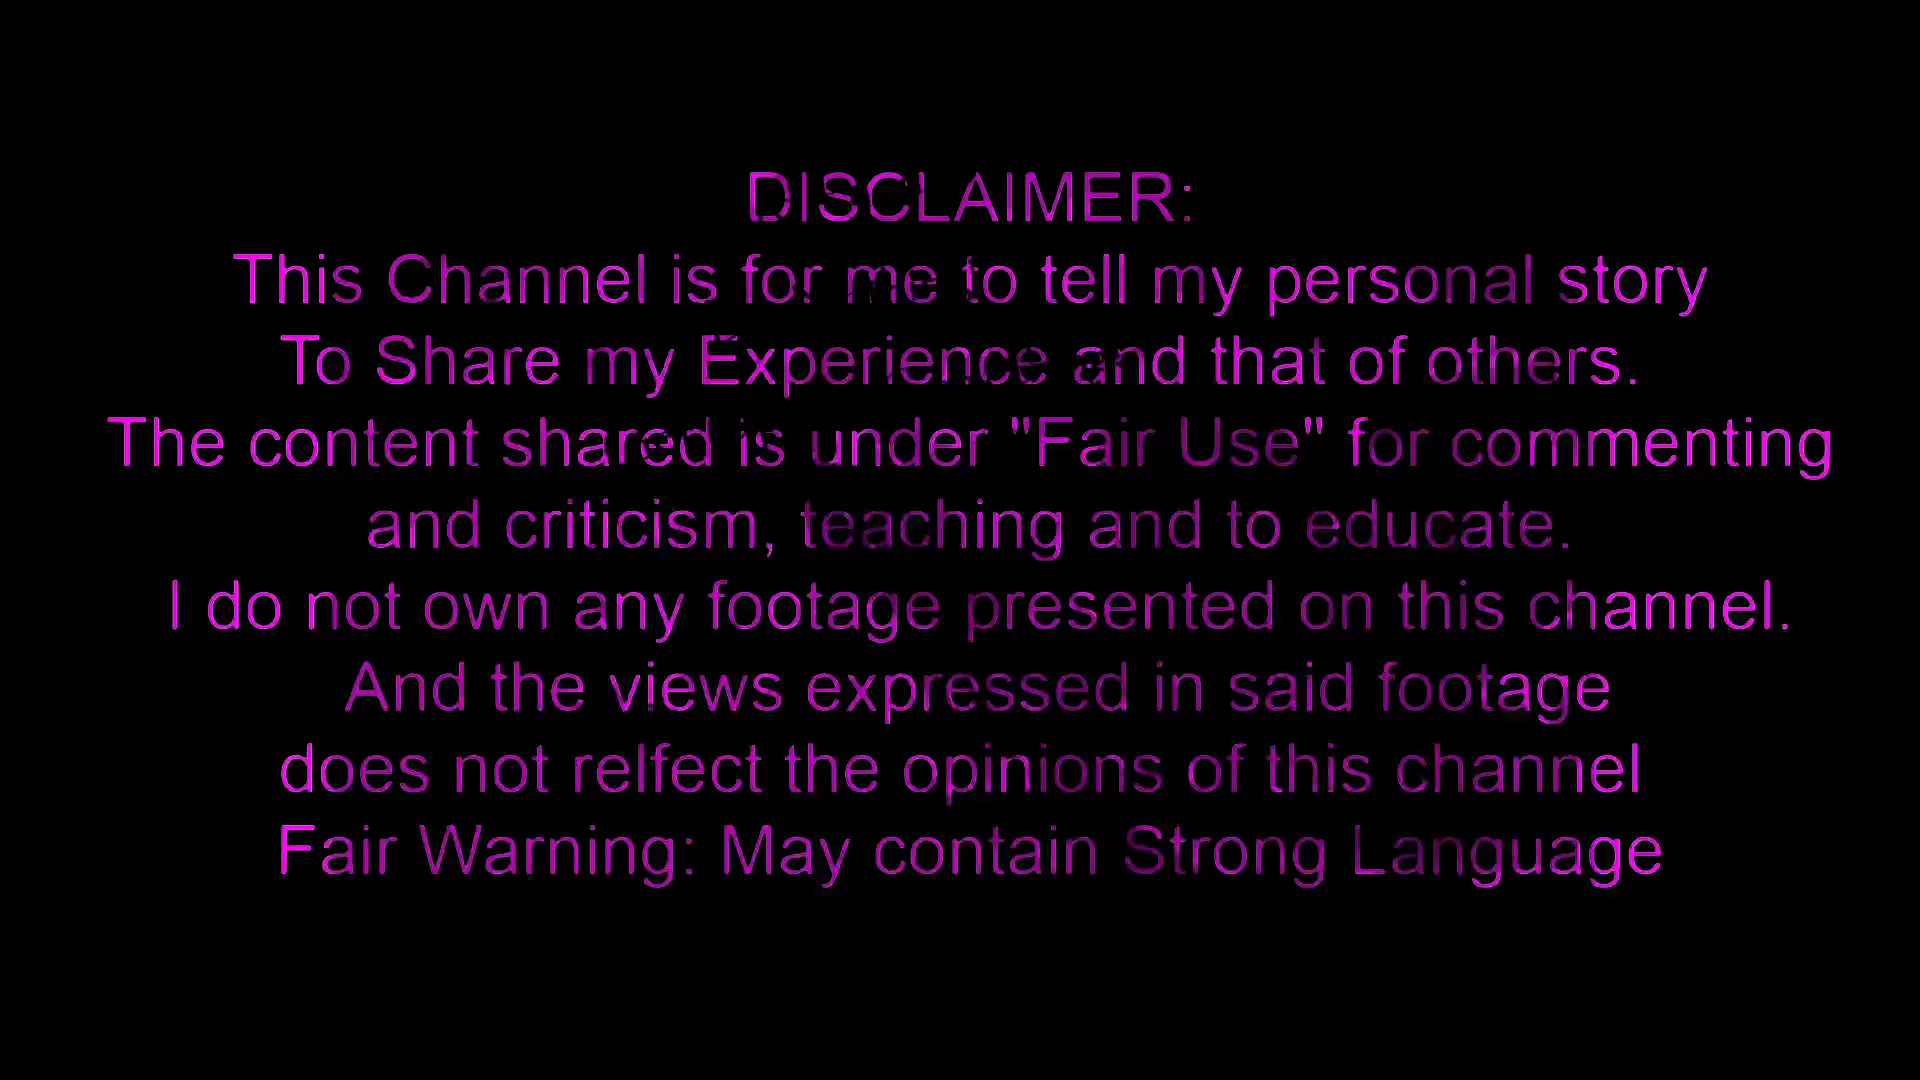 DISCLAIMER:
This Channel is for me to tell my personal story
To Share my Experience and that of others.
The content shared is under "Fair Use" for commenting
and criticism, teaching and to educate.
I do not own any footage presented on this channel.
And the views expressed in said footage
does not relfect the opinions of this channel
Fair Warning: May contain Strong Language